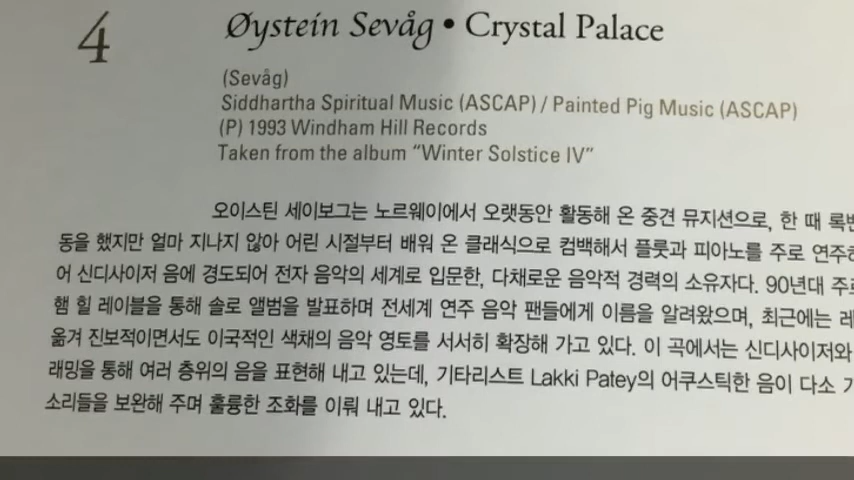 4
Øystein Sevåg • Crystal Palace
(Sevåg)
Siddhartha Spiritual Music (ASCAP) / Painted Pig Music (ASCAP)
(P) 1993 Windham Hill Records
Taken from the album “Winter Solstice IV”
오이스틴 세이보그는 노르웨이에서 오랫동안 활동해 온 중견 뮤지션으로, 한 때
동을 했지만 얼마 지나지 않아 어린 시절부터 배워 온 클래식으로 컴백해서 플룻과 피아노를 주로
어 신디사이저 음에 경도되어 전자 음악의 세계로 입문한, 다채로운 음악적 경력의 소유자다. 90년대
햄 힐 레이블을 통해 솔로 앨범을 발표하며 전세계 연주 음악 팬들에게 이름을 알려왔으며, 최근에는
옮겨 진보적이면서도 이국적인 색채의 음악 영토를 서서히 확장해 가고 있다. 이 곡에서는 신디사이저와
래밍을 통해 여러 층위의 음을 표현해 내고 있는데, 기타리스트 Lakki Patey의 어쿠스틱한 음이 다소
소리들을 보완해 주며 훌륭한 조화를 이뤄 내고 있다.